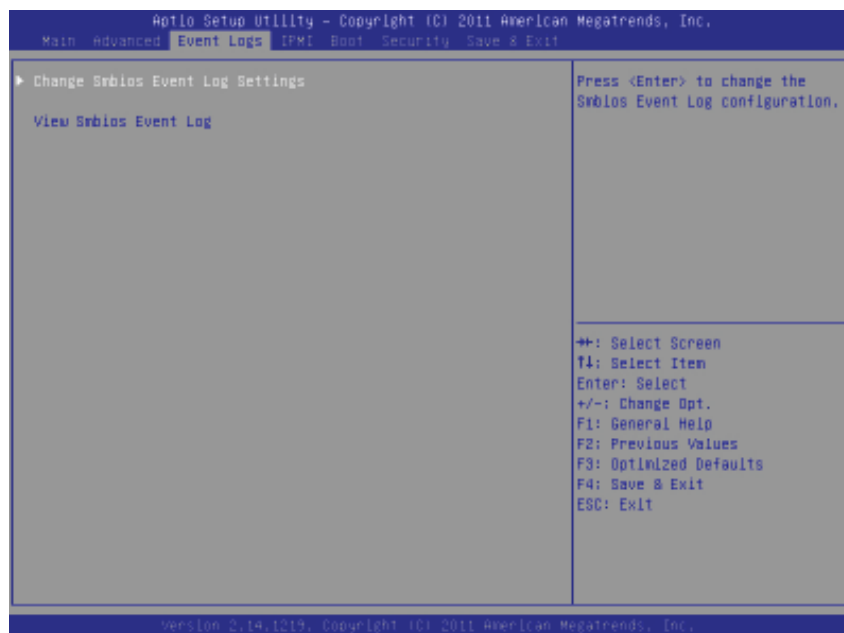 Aptio Setup Utility – Copyright (C) 2011 American Megatrends, Inc.
Main Advanced Event Logs IPMI Boot Security Save & Exit
Change Smbios Event Log Settings
View Smbios Event Log
Press <Enter> to change the
Smbios Event Log configuration.
→←: Select Screen
↑↓: Select Item
Enter: Select
+/-: Change Opt.
F1: General Help
F2: Previous Values
F3: Optimized Defaults
F4: Save & Exit
ESC: Exit
Version 2.14.1219. Copyright (C) 2011 American Megatrends, Inc.